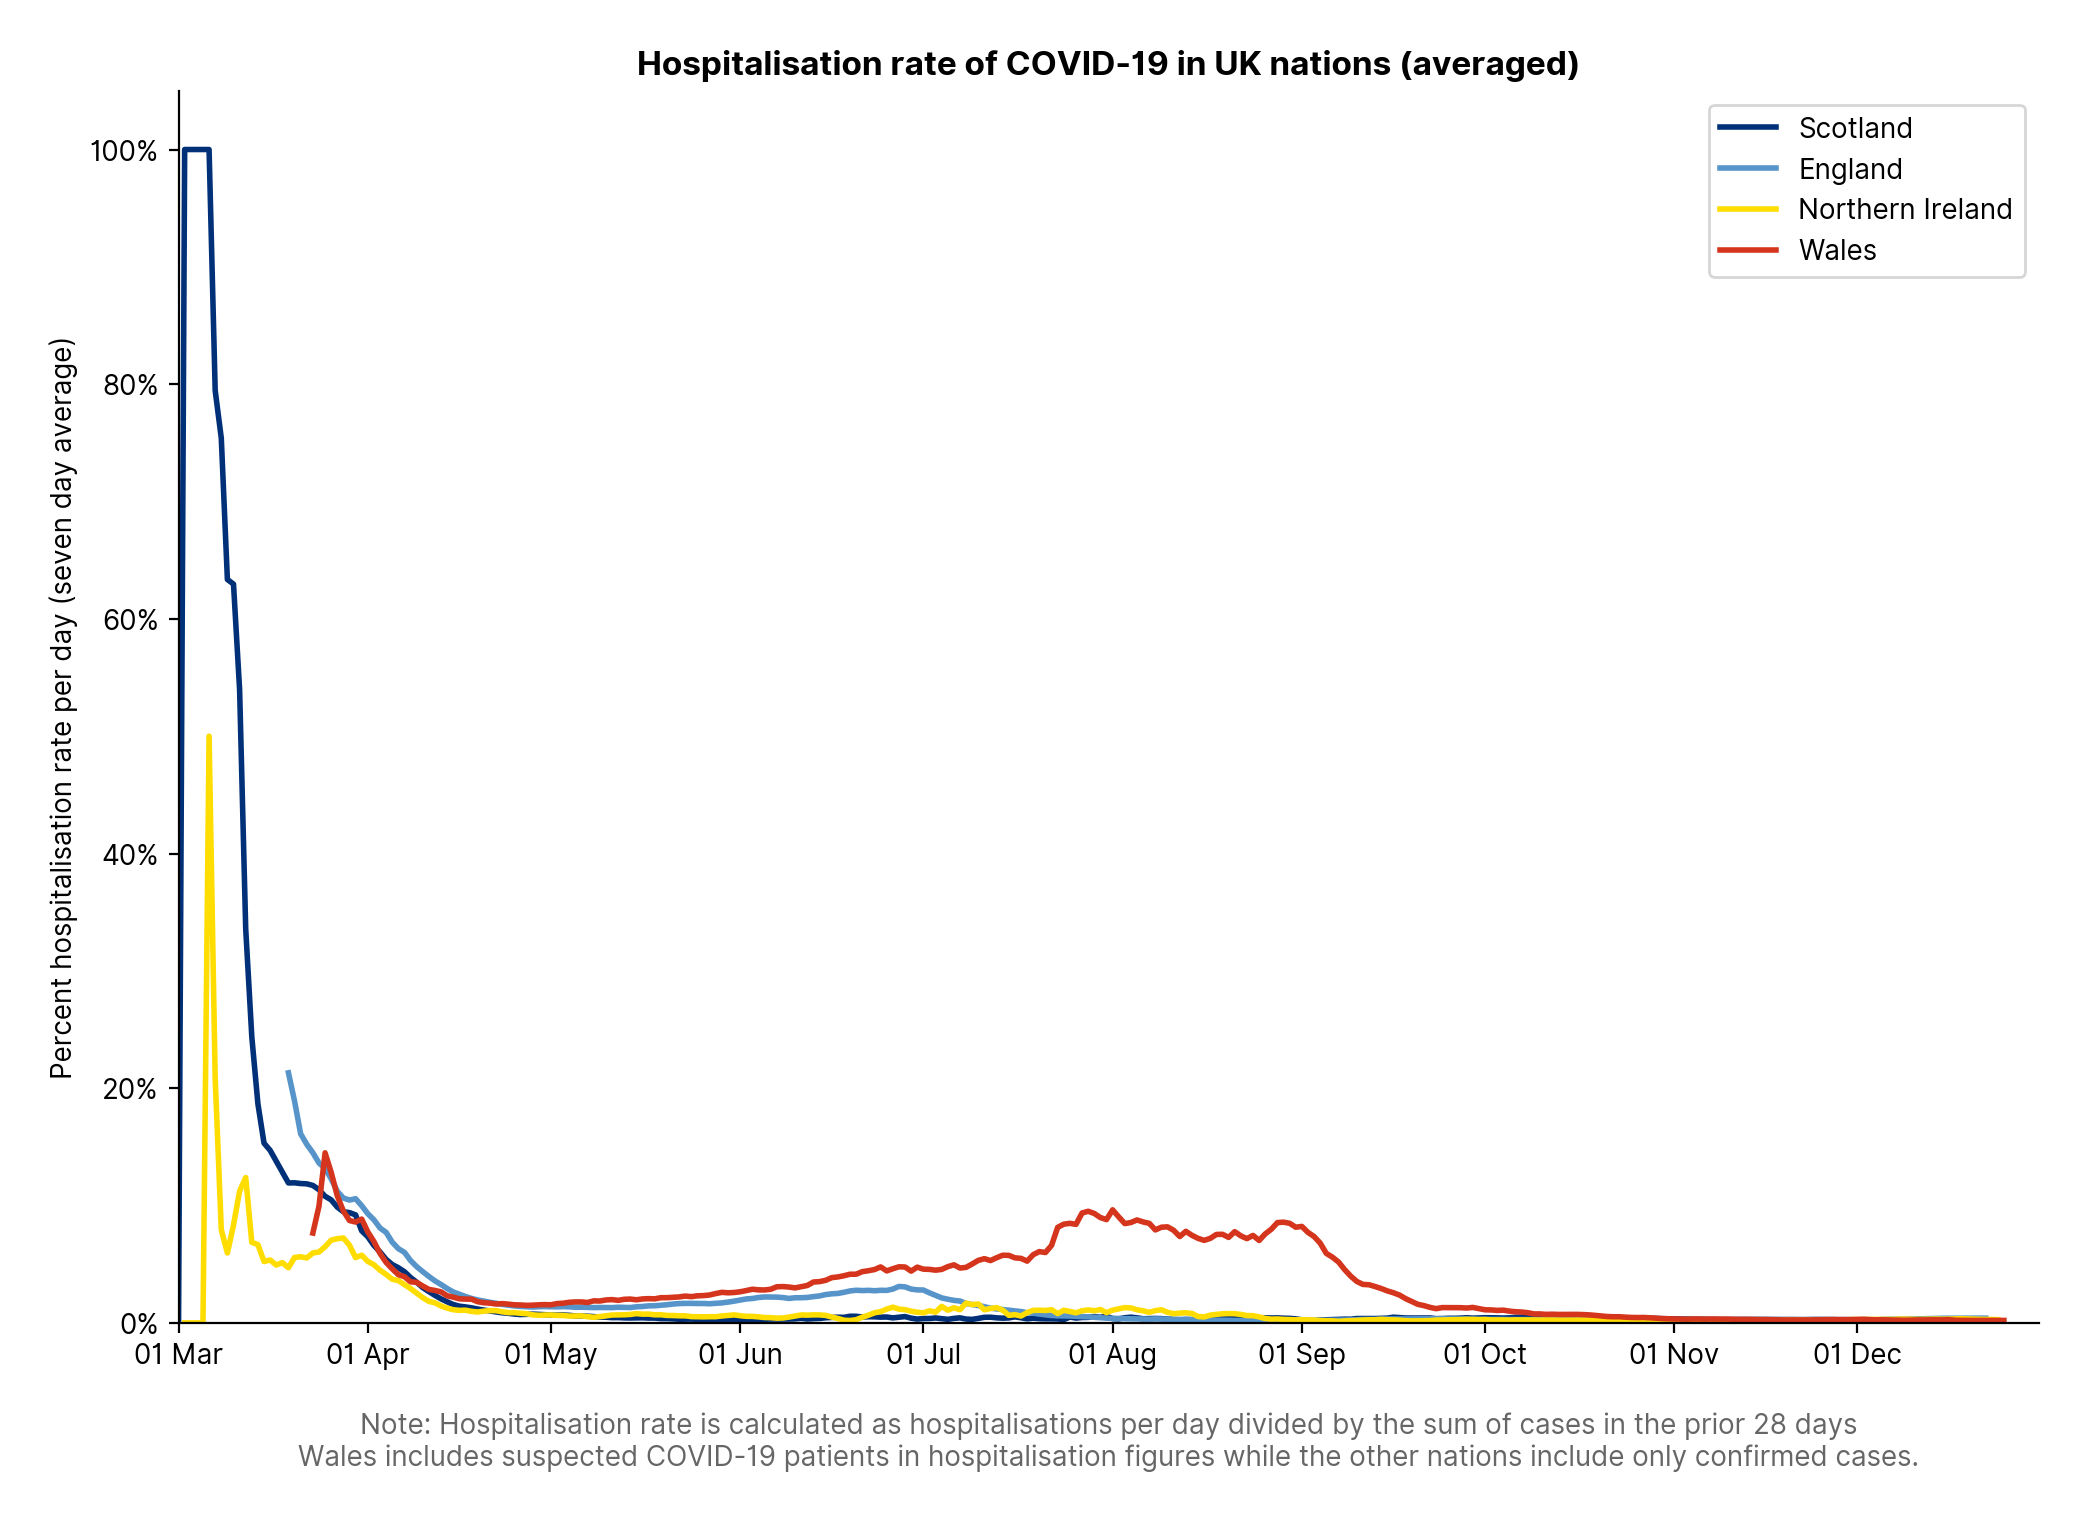 Hospitalisation rate of COVID-19 in UK nations (averaged)
Scotland
England
Northern Ireland
Wales
Percent hospitalisation rate per day (seven day average)
100%
80%
60%
40%
20%
0%
01 Mar
01 Apr
01 May
01 Jun
01 Jul
01 Aug
01 Sep
01 Oct
01 Nov
01 Dec
Note: Hospitalisation rate is calculated as hospitalisations per day divided by the sum of cases in the prior 28 days
Wales includes suspected COVID-19 patients in hospitalisation figures while the other nations include only confirmed cases.